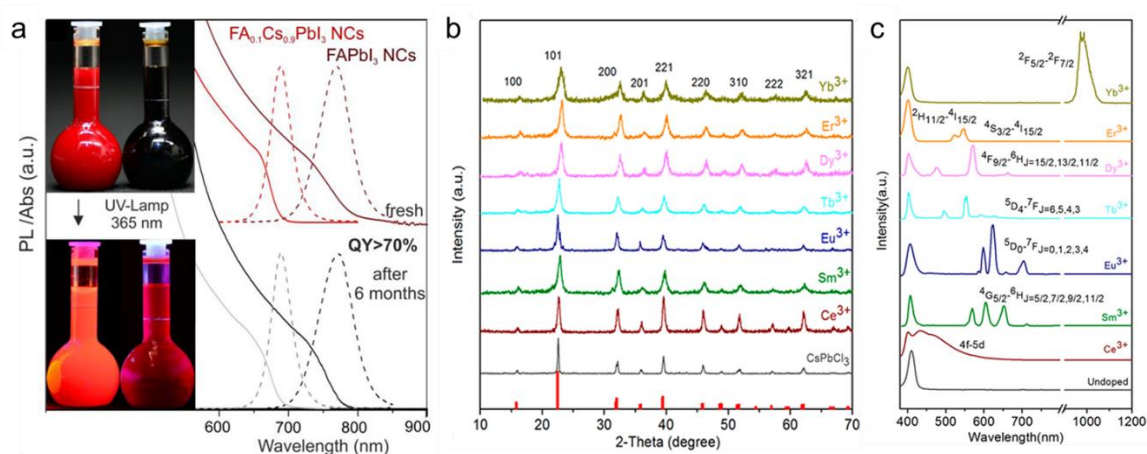 a
FA0.1Cs0.9PbI3 NCs
FAPbI3 NCs
UV-Lamp
365 nm
fresh
QY>70%
after
6 months
PL /Abs (a.u.)
600 700 800 900
Wavelength (nm)
b
100 101 200 201 221 220 310 222 321
Yb3+
Er3+
Dy3+
Tb3+
Eu3+
Sm3+
Ce3+
CsPbCl3
Intensity (a.u.)
10 20 30 40 50 60 70
2-Theta (degree)
c
2F5/2-2F7/2
Yb3+
2H11/2-4I15/2
4S3/2-4I15/2
Er3+
4F9/2-6HJ=15/2,13/2,11/2
Dy3+
5D4-7FJ=6,5,4,3
Tb3+
5D0-7FJ=0,1,2,3,4
Eu3+
4G5/2-6HJ=5/2,7/2,9/2,11/2
Sm3+
4f-5d
Ce3+
Undoped
Intensity(a.u.)
400 500 600 700 1000 1200
Wavelength(nm)